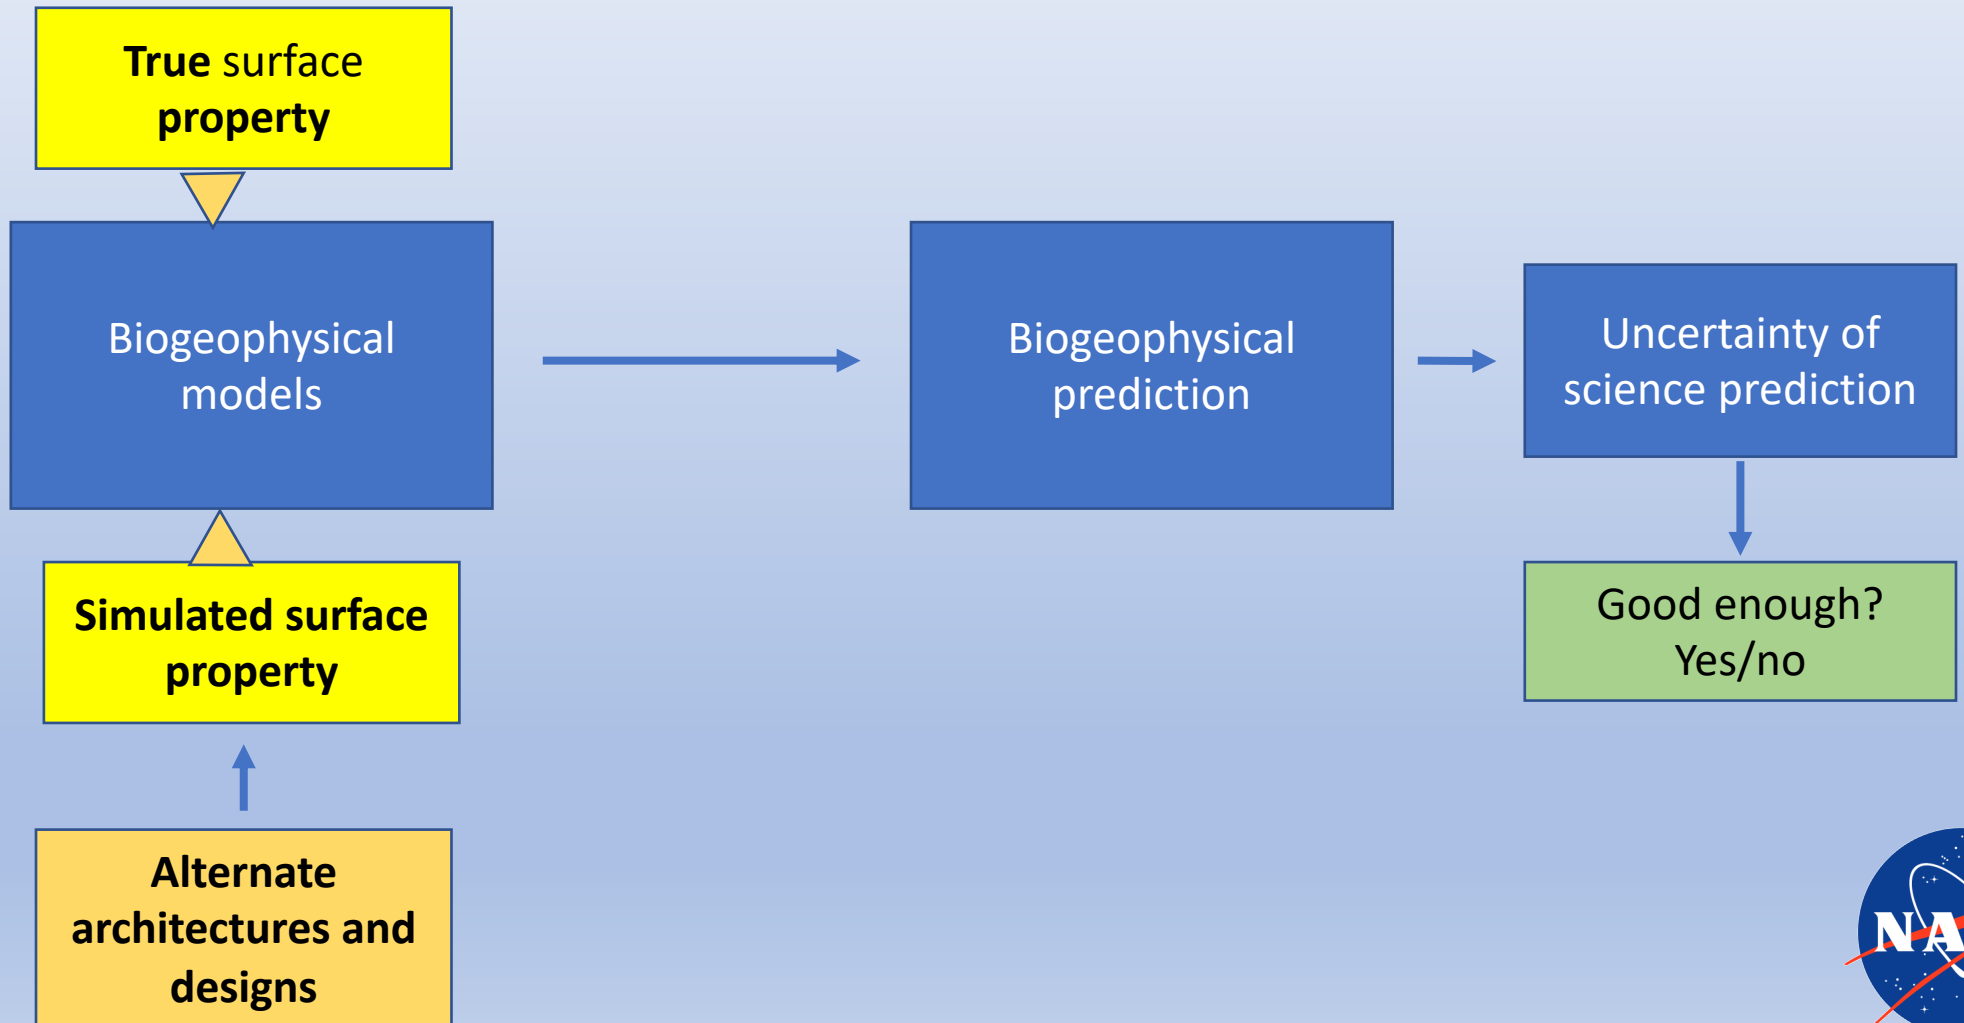 True surface
property
Biogeophysical
models
Biogeophysical
prediction
Uncertainty of
science prediction
Simulated surface
property
Good enough?
Yes/no
Alternate
architectures and
designs
NA